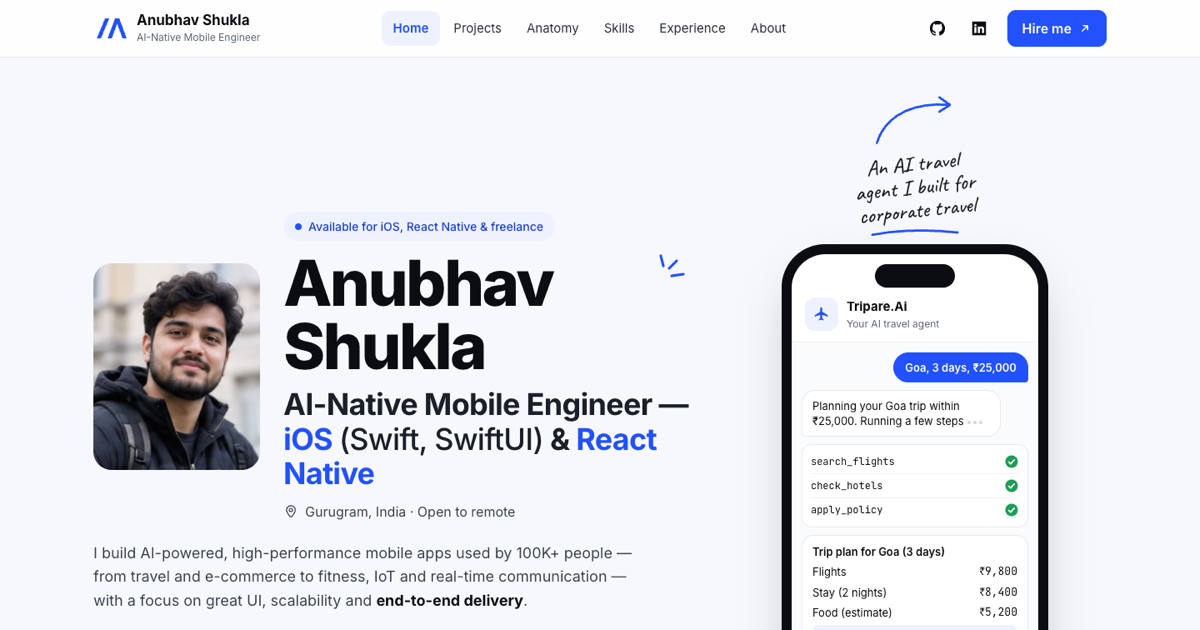 Anubhav Shukla
AI-Native Mobile Engineer
Home
Projects
Anatomy
Skills
Experience
About
Hire me
An AI travel
agent I built for
corporate travel
Available for iOS, React Native & freelance
Anubhav
Shukla
AI-Native Mobile Engineer —
iOS (Swift, SwiftUI) & React
Native
Gurugram, India · Open to remote
I build AI-powered, high-performance mobile apps used by 100K+ people —
from travel and e-commerce to fitness, IoT and real-time communication —
with a focus on great UI, scalability and end-to-end delivery.
Tripare.Ai
Your AI travel agent
Goa, 3 days, ₹25,000
Planning your Goa trip within
₹25,000. Running a few steps
search_flights
check_hotels
apply_policy
Trip plan for Goa (3 days)
Flights ₹9,800
Stay (2 nights) ₹8,400
Food (estimate) ₹5,200